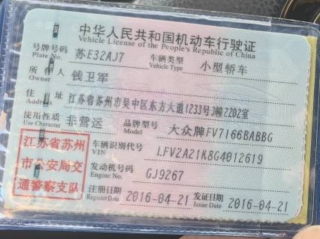 中华人民共和国机动车行驶证
Vehicle License of the People's Republic of China
号牌号码 苏E32AJ7 车辆类型 小型轿车
Plate No. Vehicle Type
所有人 钱卫军
Owner
住址 江苏省苏州市吴中区东方大道1233号3幢2202室
Address
使用性质 非营运 品牌型号 大众牌FV7166BABBG
Use Character Model
江苏省苏州市公安局交通警察支队
车辆识别代号 LFV2A21K8G4012619
VIN
发动机号码 GJ9267
Engine No.
注册日期 2016-04-21 发证日期 2016-04-21
Register Date Issue Date